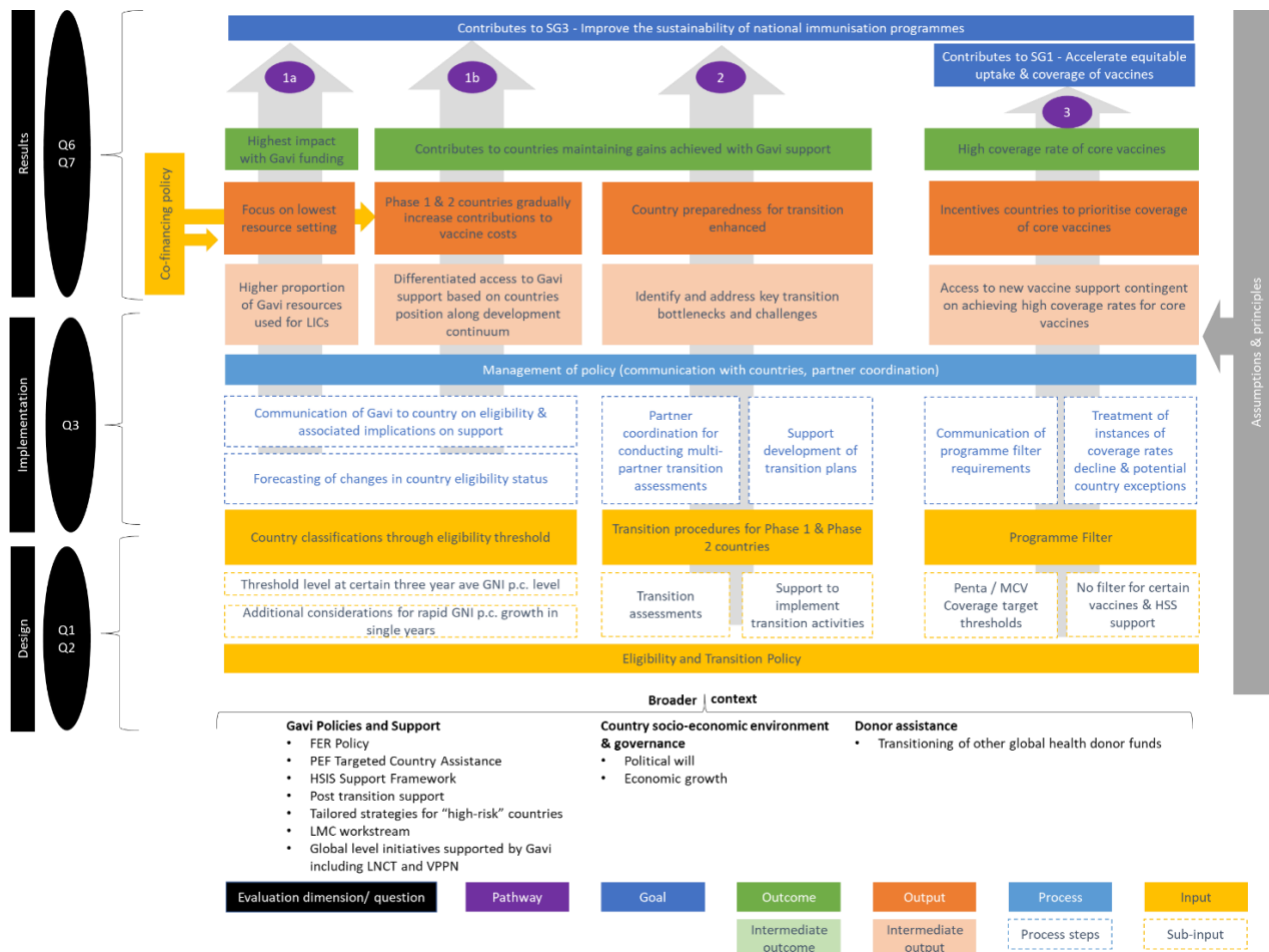 Contributes to SG3 - Improve the sustainability of national immunisation programmes
Contributes to SG1 - Accelerate equitable
uptake & coverage of vaccines
1a
1b
2
3
Results
Q6
Q7
Co-financing policy
Highest impact
with Gavi funding
Contributes to countries maintaining gains achieved with Gavi support
High coverage rate of core vaccines
Focus on lowest
resource setting
Phase 1 & 2 countries gradually
increase contributions to
vaccine costs
Country preparedness for transition
enhanced
Incentives countries to prioritise coverage
of core vaccines
Higher proportion
of Gavi resources
used for LICs
Differentiated access to Gavi
support based on countries
position along development
continuum
Identify and address key transition
bottlenecks and challenges
Access to new vaccine support contingent
on achieving high coverage rates for core
vaccines
Assumptions & principles
Implementation
Q3
Management of policy (communication with countries, partner coordination)
Communication of Gavi to country on eligibility &
associated implications on support
Forecasting of changes in country eligibility status
Partner
coordination for
conducting multi-
partner transition
assessments
Support
development of
transition plans
Communication of
programme filter
requirements
Treatment of
instances of
coverage rates
decline & potential
country exceptions
Design
Q1
Q2
Country classifications through eligibility threshold
Transition procedures for Phase 1 & Phase
2 countries
Programme Filter
Threshold level at certain three year ave GNI p.c. level
Additional considerations for rapid GNI p.c. growth in
single years
Transition
assessments
Support to
implement
transition activities
Penta / MCV
Coverage target
thresholds
No filter for certain
vaccines & HSS
support
Eligibility and Transition Policy
Broader context
Gavi Policies and Support
• FER Policy
• PEF Targeted Country Assistance
• HSIS Support Framework
• Post transition support
• Tailored strategies for “high-risk” countries
• LMC workstream
• Global level initiatives supported by Gavi
including LNCT and VPPN
Country socio-economic environment
& governance
• Political will
• Economic growth
Donor assistance
• Transitioning of other global health donor funds
Evaluation dimension/ question
Pathway
Goal
Outcome
Output
Process
Input
Intermediate
outcome
Intermediate
output
Process steps
Sub-input